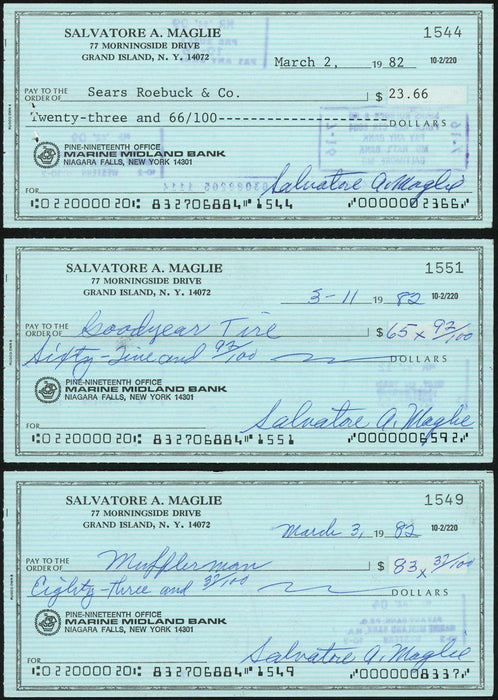 SALVATORE A. MAGLIE
77 MORNINGSIDE DRIVE
GRAND ISLAND, N. Y. 14072
1544
March 2, 19 82 10-2/220
PAY TO THE
ORDER OF Sears Roebuck & Co. $ 23.66
Twenty-three and 66/100 DOLLARS
PINE-NINETEENTH OFFICE
MARINE MIDLAND BANK
NIAGARA FALLS, NEW YORK 14301
Salvatore A. Maglie
FOR
⑆022000020⑆ 832706884⑈1544 ⑈0000002366⑈
SALVATORE A. MAGLIE
77 MORNINGSIDE DRIVE
GRAND ISLAND, N. Y. 14072
1551
3-11 19 82 10-2/220
PAY TO THE
ORDER OF Goodyear Tire $ 65 x 92/100
Sixty-five and 92/100 DOLLARS
PINE-NINETEENTH OFFICE
MARINE MIDLAND BANK
NIAGARA FALLS, NEW YORK 14301
Salvatore A. Maglie
FOR
⑆022000020⑆ 832706884⑈1551 ⑈0000006592⑈
SALVATORE A. MAGLIE
77 MORNINGSIDE DRIVE
GRAND ISLAND, N. Y. 14072
1549
March 3, 19 82 10-2/220
PAY TO THE
ORDER OF Mufflerman $ 83 x 37/100
Eighty-three and 37/100 DOLLARS
PINE-NINETEENTH OFFICE
MARINE MIDLAND BANK
NIAGARA FALLS, NEW YORK 14301
Salvatore A. Maglie
FOR
⑆022000020⑆ 832706884⑈1549 ⑈0000008337⑈